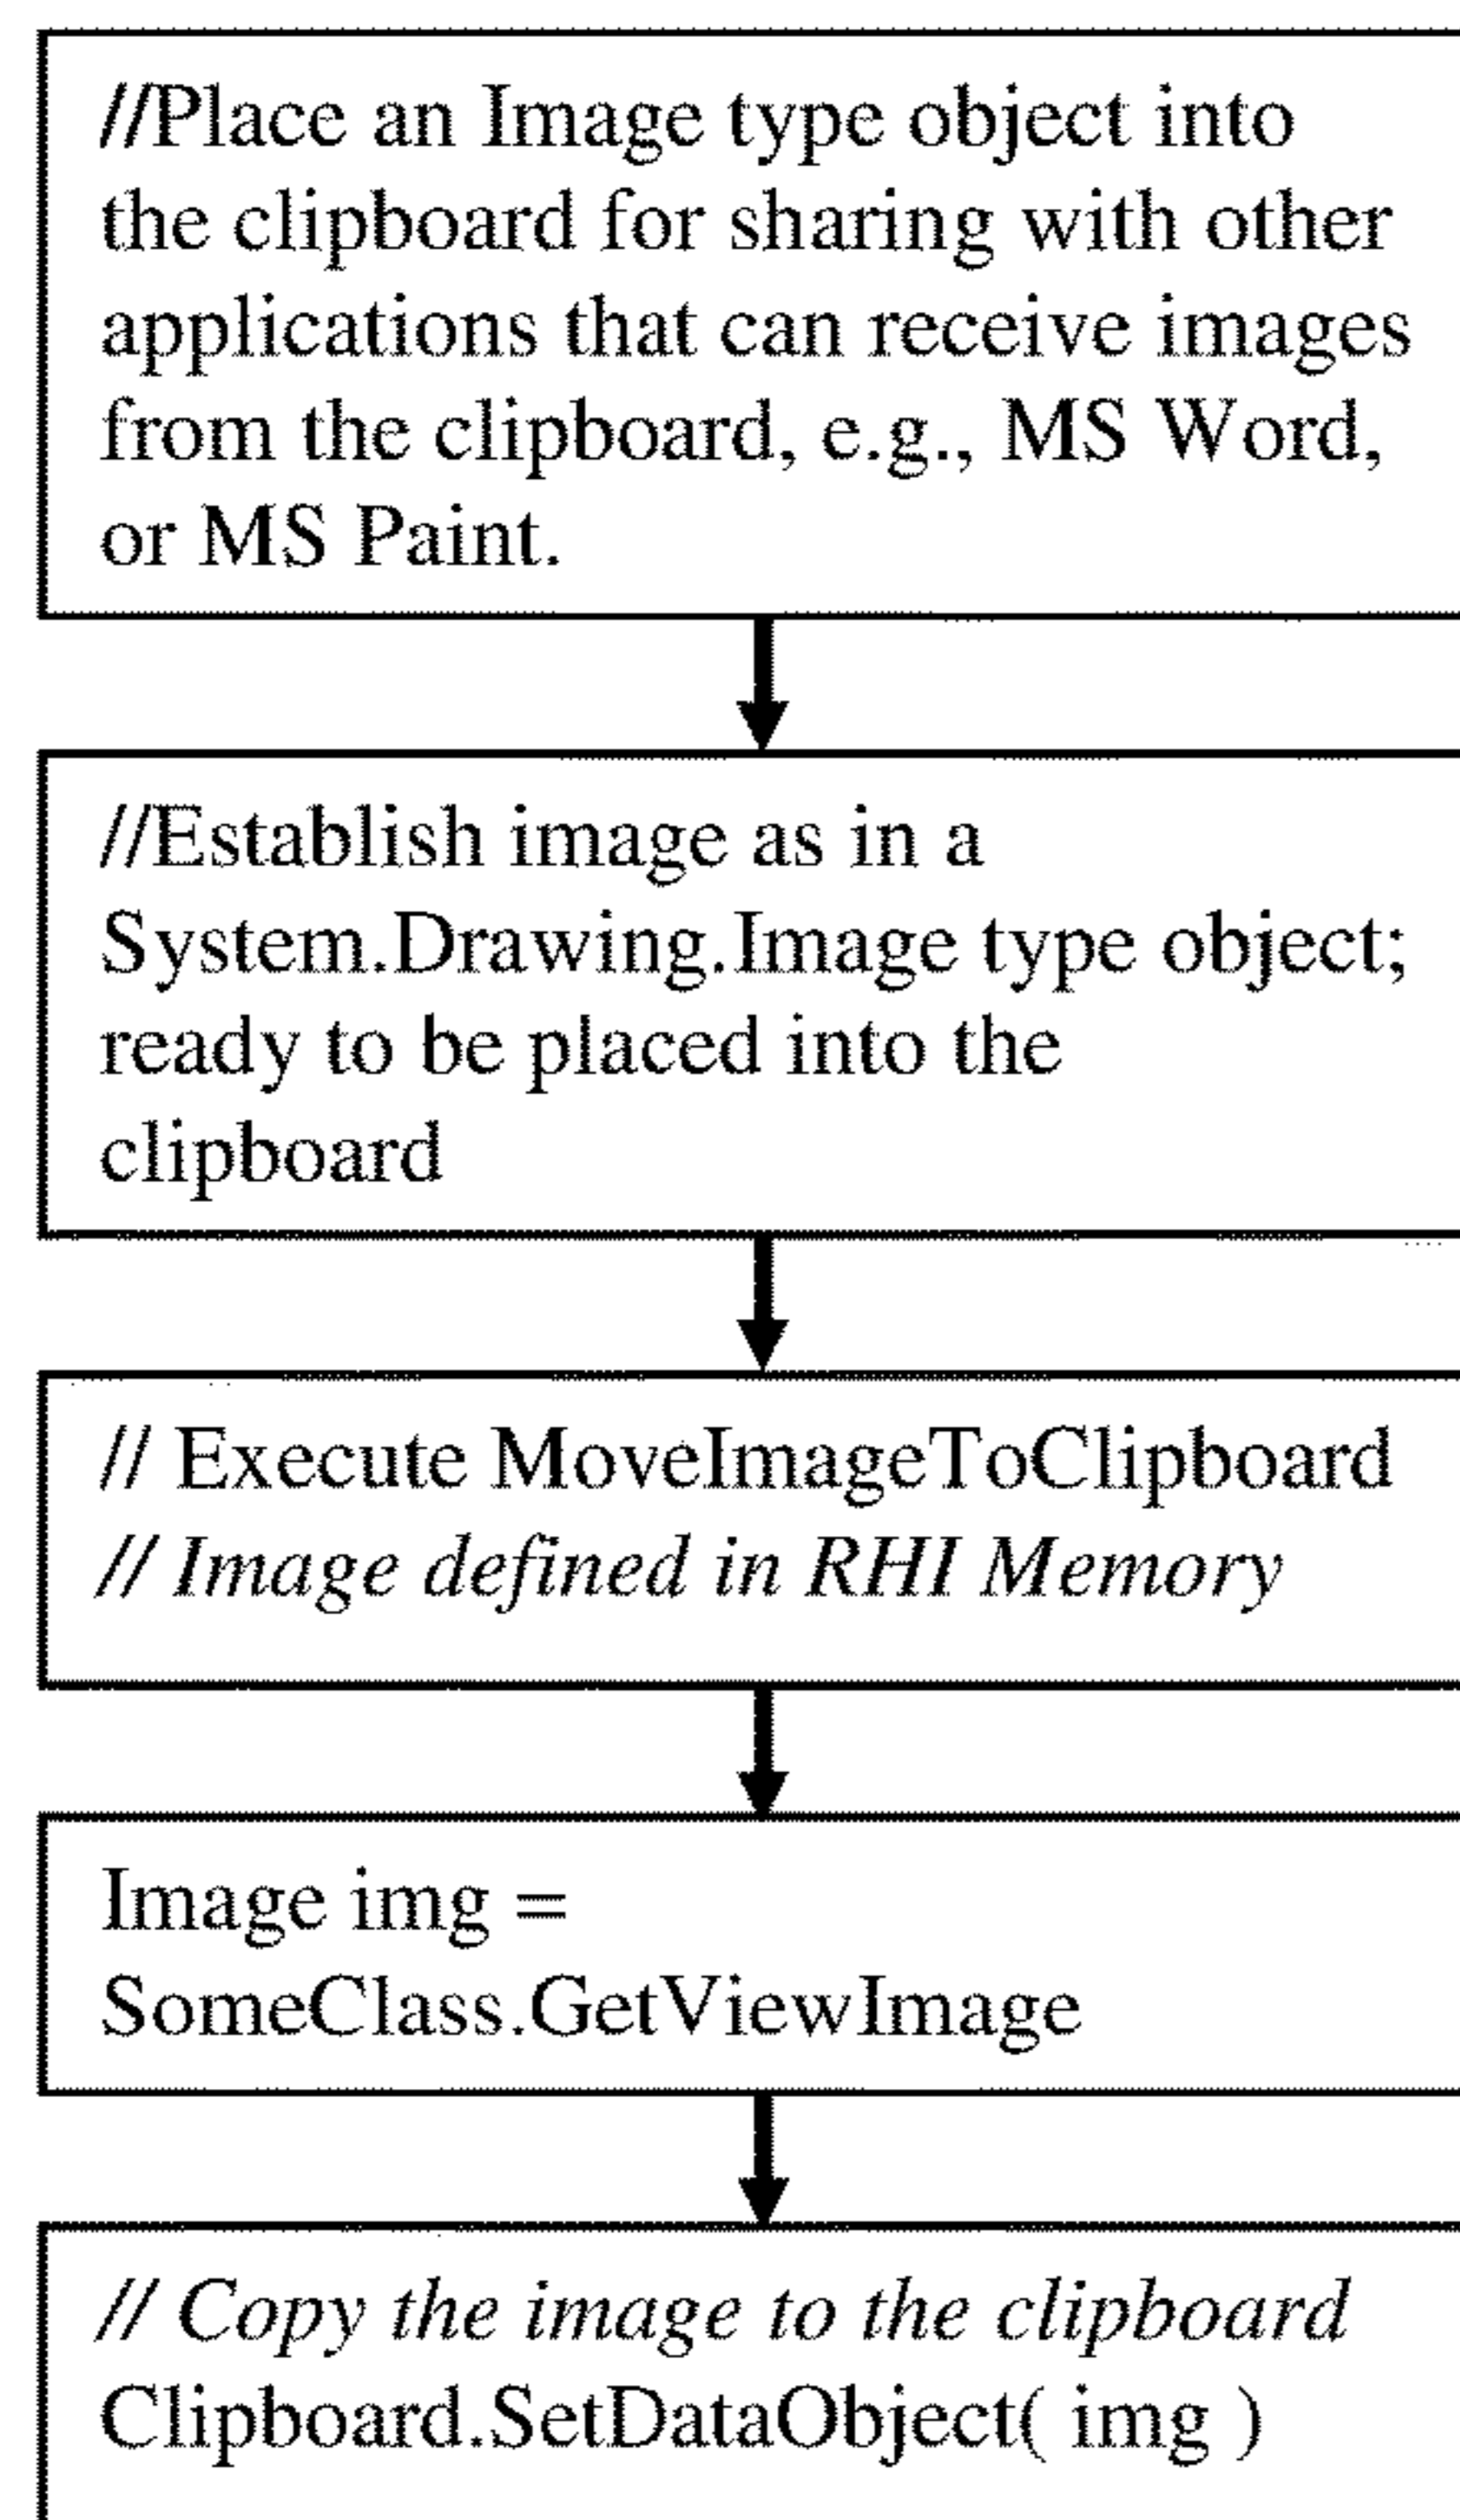 //Place an Image type object into
the clipboard for sharing with other
applications that can receive images
from the clipboard, e.g., MS Word,
or MS Paint.
//Establish image as in a
System.Drawing.Image type object;
ready to be placed into the
clipboard
// Execute MoveImageToClipboard
// Image defined in RHI Memory
Image img =
SomeClass.GetViewImage
// Copy the image to the clipboard
Clipboard.SetDataObject( img )